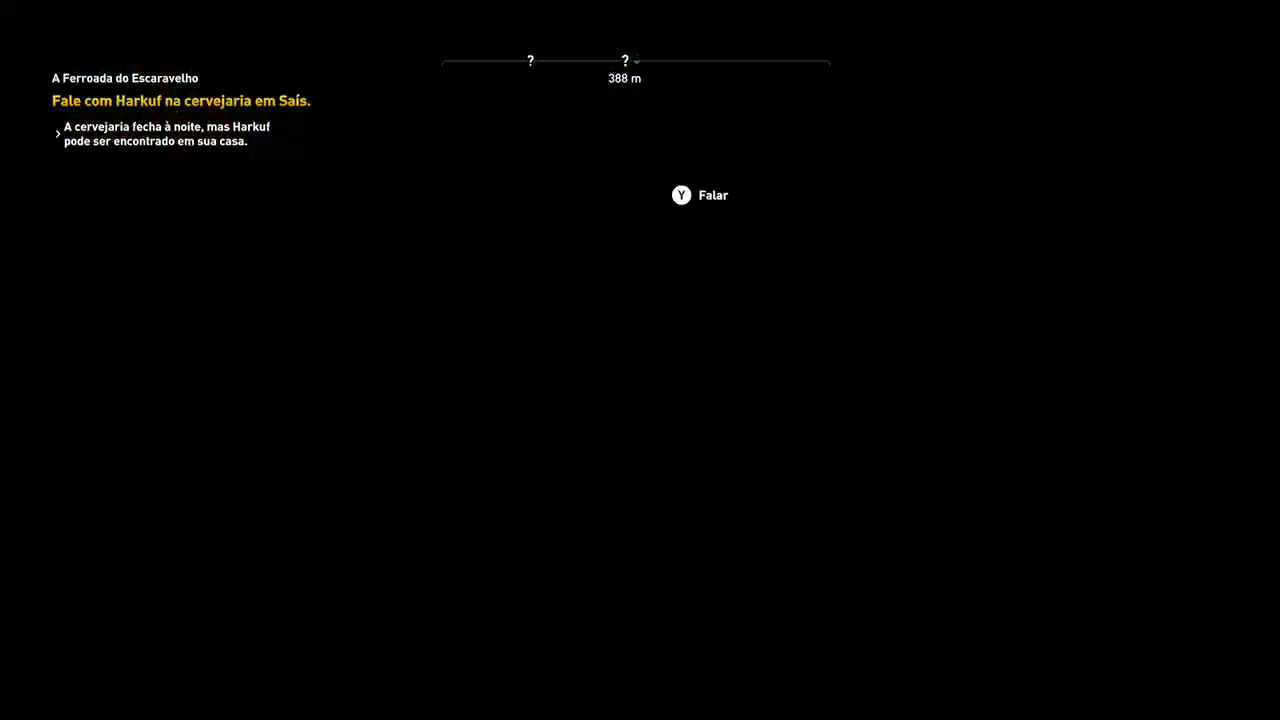 ? ?
A Ferroada do Escaravelho
388 m
Fale com Harkuf na cervejaria em Saís.
A cervejaria fecha à noite, mas Harkuf
pode ser encontrado em sua casa.
Y Falar